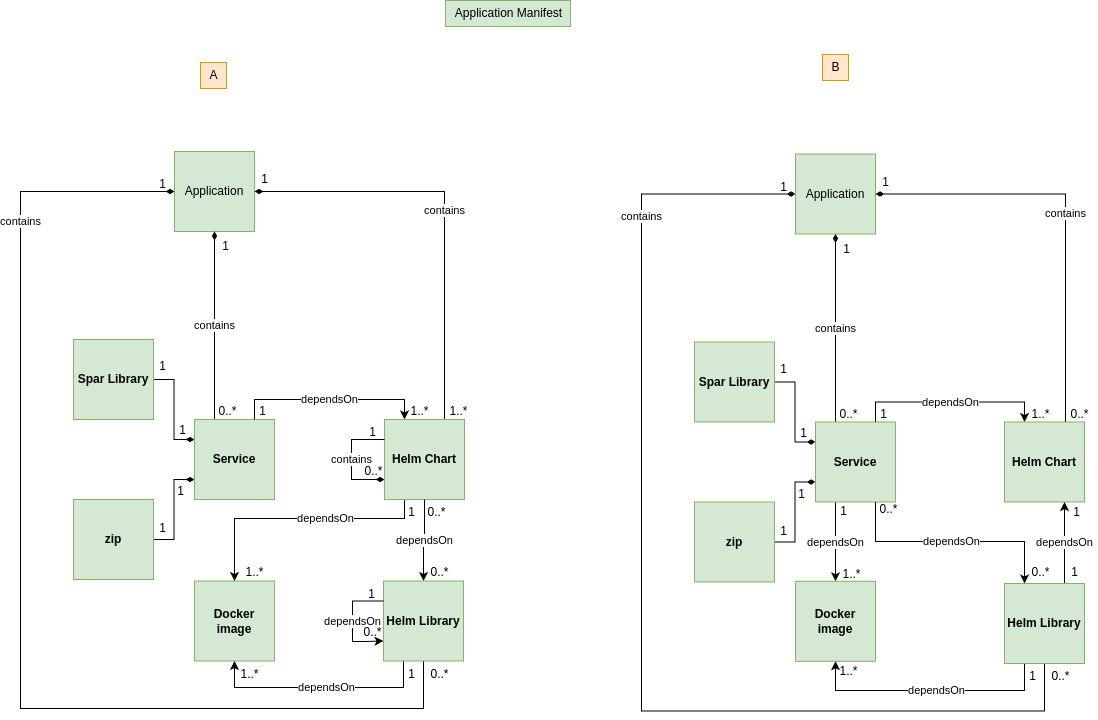 Application Manifest
A
Application
1
1
1
contains
contains
contains
Spar Library
1
1
zip
1
1
Service
0..*
1
dependsOn
1..*
1..*
Helm Chart
1
contains
0..*
1
0..*
dependsOn
dependsOn
1..*
0..*
Docker
image
Helm Library
1
dependsOn
0..*
1..*
dependsOn
1
0..*
B
Application
1
1
1
contains
contains
contains
Spar Library
1
1
zip
1
1
Service
0..*
1
dependsOn
1..*
0..*
Helm Chart
1
0..*
1
dependsOn
dependsOn
dependsOn
1..*
0..*
1
Docker
image
Helm Library
1..*
dependsOn
1
0..*